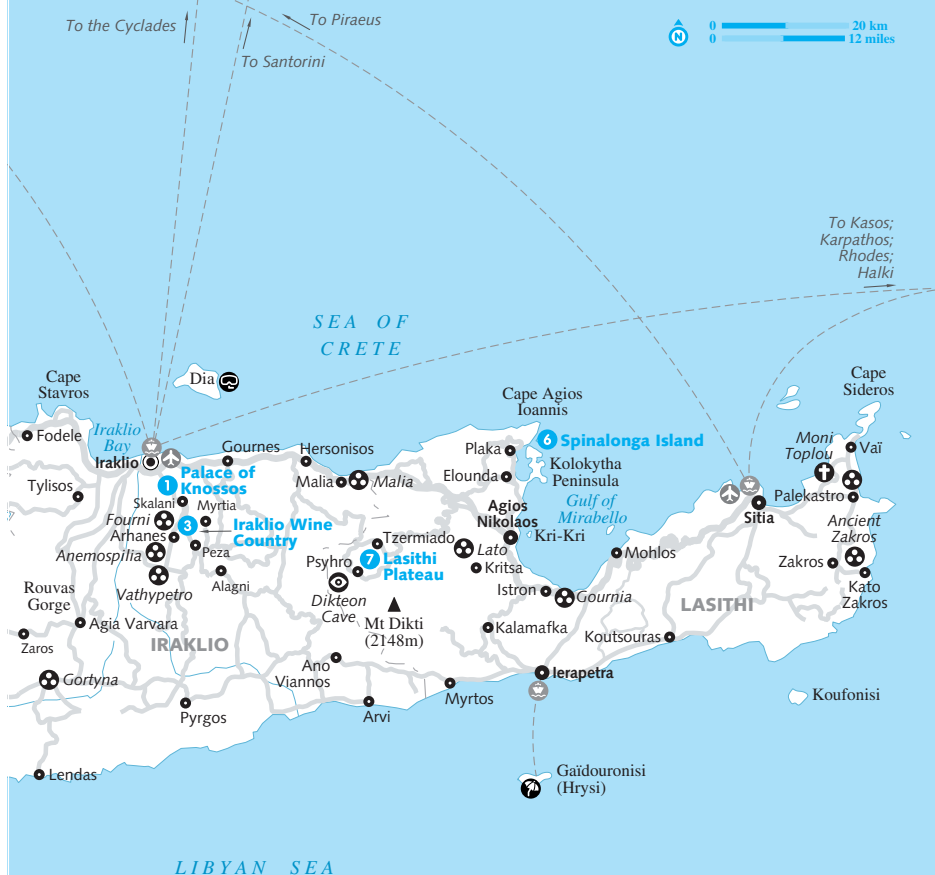 To the Cyclades
To Piraeus
To Santorini
N
0 20 km
0 12 miles
To Kasos;
Karpathos;
Rhodes;
Halki
SEA OF
CRETE
Cape
Stavros
Dia
Cape Agios
Ioannis
Cape
Sideros
Fodele
Iraklio
Bay
Iraklio
Gournes
Hersonisos
Plaka
6 Spinalonga Island
Moni
Toplou
Vaï
Tylisos
1 Palace of
Knossos
Malia
Malia
Elounda
Kolokytha
Peninsula
Skalani
Myrtia
Fourni
3 Iraklio Wine
Country
Arhanes
Peza
Anemospilia
Agios
Nikolaos
Gulf of
Mirabello
Kri-Kri
Sitia
Palekastro
Ancient
Zakros
Tzermiado
Lato
Psyhro
7 Lasithi
Plateau
Kritsa
Mohlos
Zakros
Kato
Zakros
Vathypetro
Alagni
Dikteon
Cave
Istron
Gournia
LASITHI
Rouvas
Gorge
Agia Varvara
Zaros
IRAKLIO
Mt Dikti
(2148m)
Kalamafka
Koutsouras
Gortyna
Ano
Viannos
Ierapetra
Myrtos
Koufonisi
Pyrgos
Arvi
Lendas
Gaïdouronisi
(Hrysi)
LIBYAN SEA